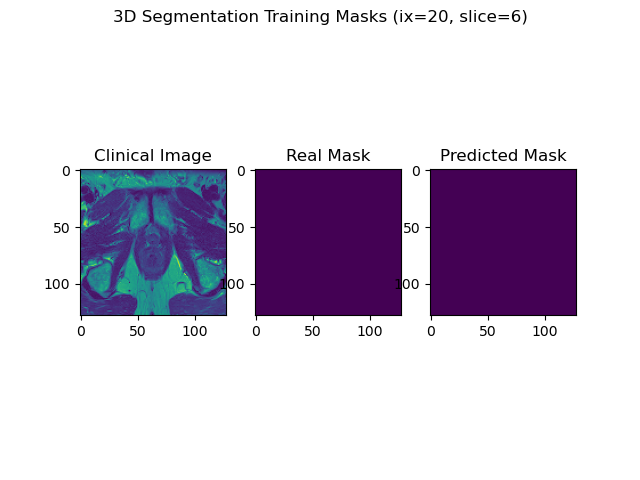 3D Segmentation Training Masks (ix=20, slice=6)
Clinical Image Real Mask Predicted Mask
0 0 0
50 50 50
100 100 100
0 50 100 0 50 100 0 50 100